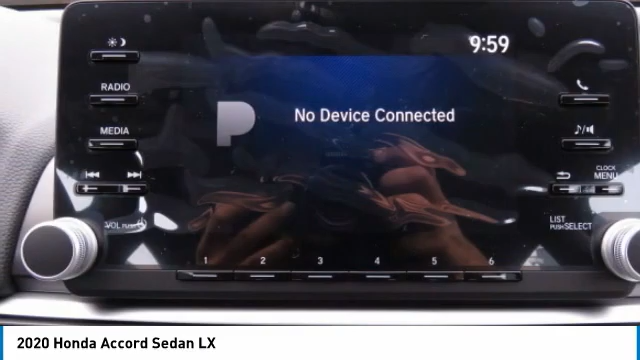 9:59
RADIO
No Device Connected
MEDIA
CLOCK
MENU
VOL PUSH
LIST
PUSH SELECT
1 2 3 4 5 6
2020 Honda Accord Sedan LX